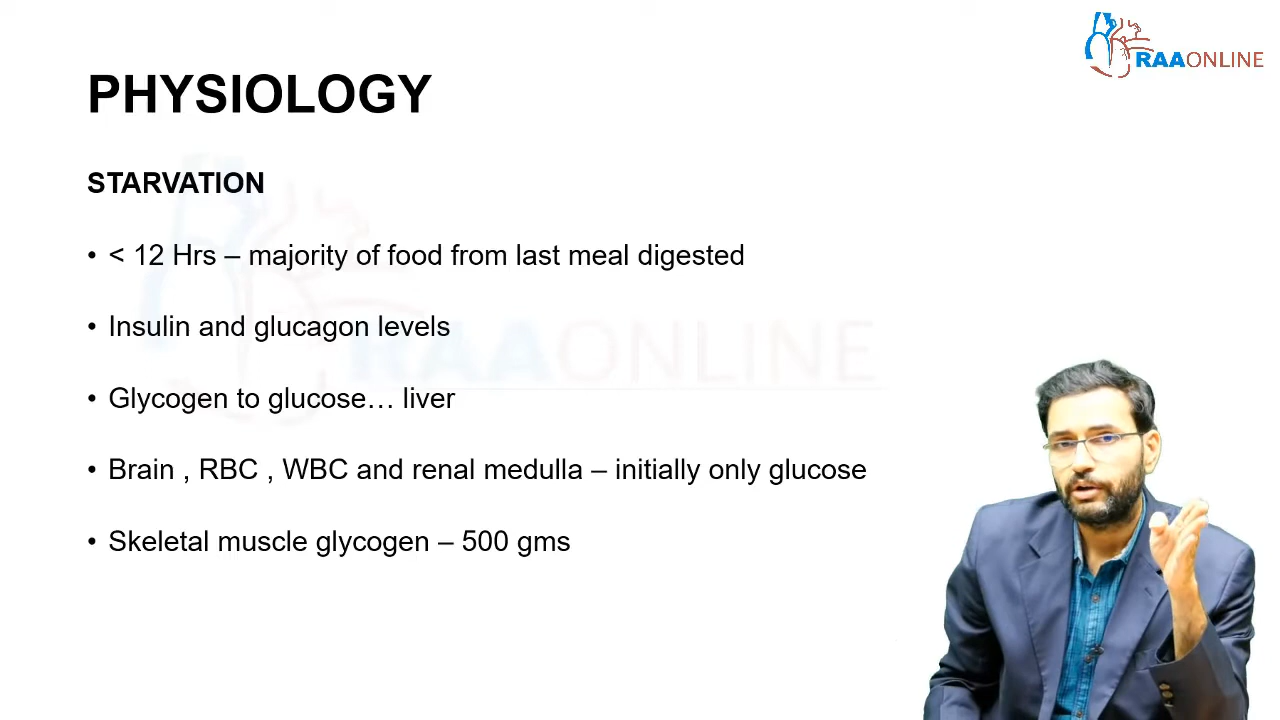 RAAONLINE
PHYSIOLOGY
STARVATION
• < 12 Hrs – majority of food from last meal digested
• Insulin and glucagon levels
• Glycogen to glucose… liver
• Brain , RBC , WBC and renal medulla – initially only glucose
• Skeletal muscle glycogen – 500 gms
RAAONLINE